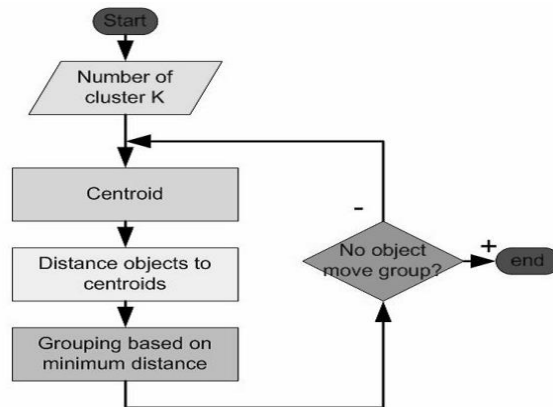 Start
Number of
cluster K
Centroid
Distance objects to
centroids
Grouping based on
minimum distance
-
No object
move group?
+
end